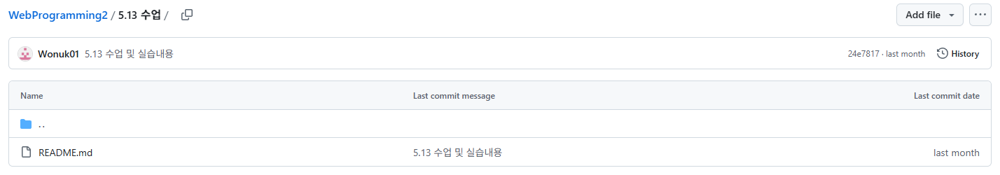 WebProgramming2 / 5.13 수업 /
Add file
Wonuk01 5.13 수업 및 실습내용
24e7817 · last month History
Name Last commit message Last commit date
..
README.md 5.13 수업 및 실습내용 last month